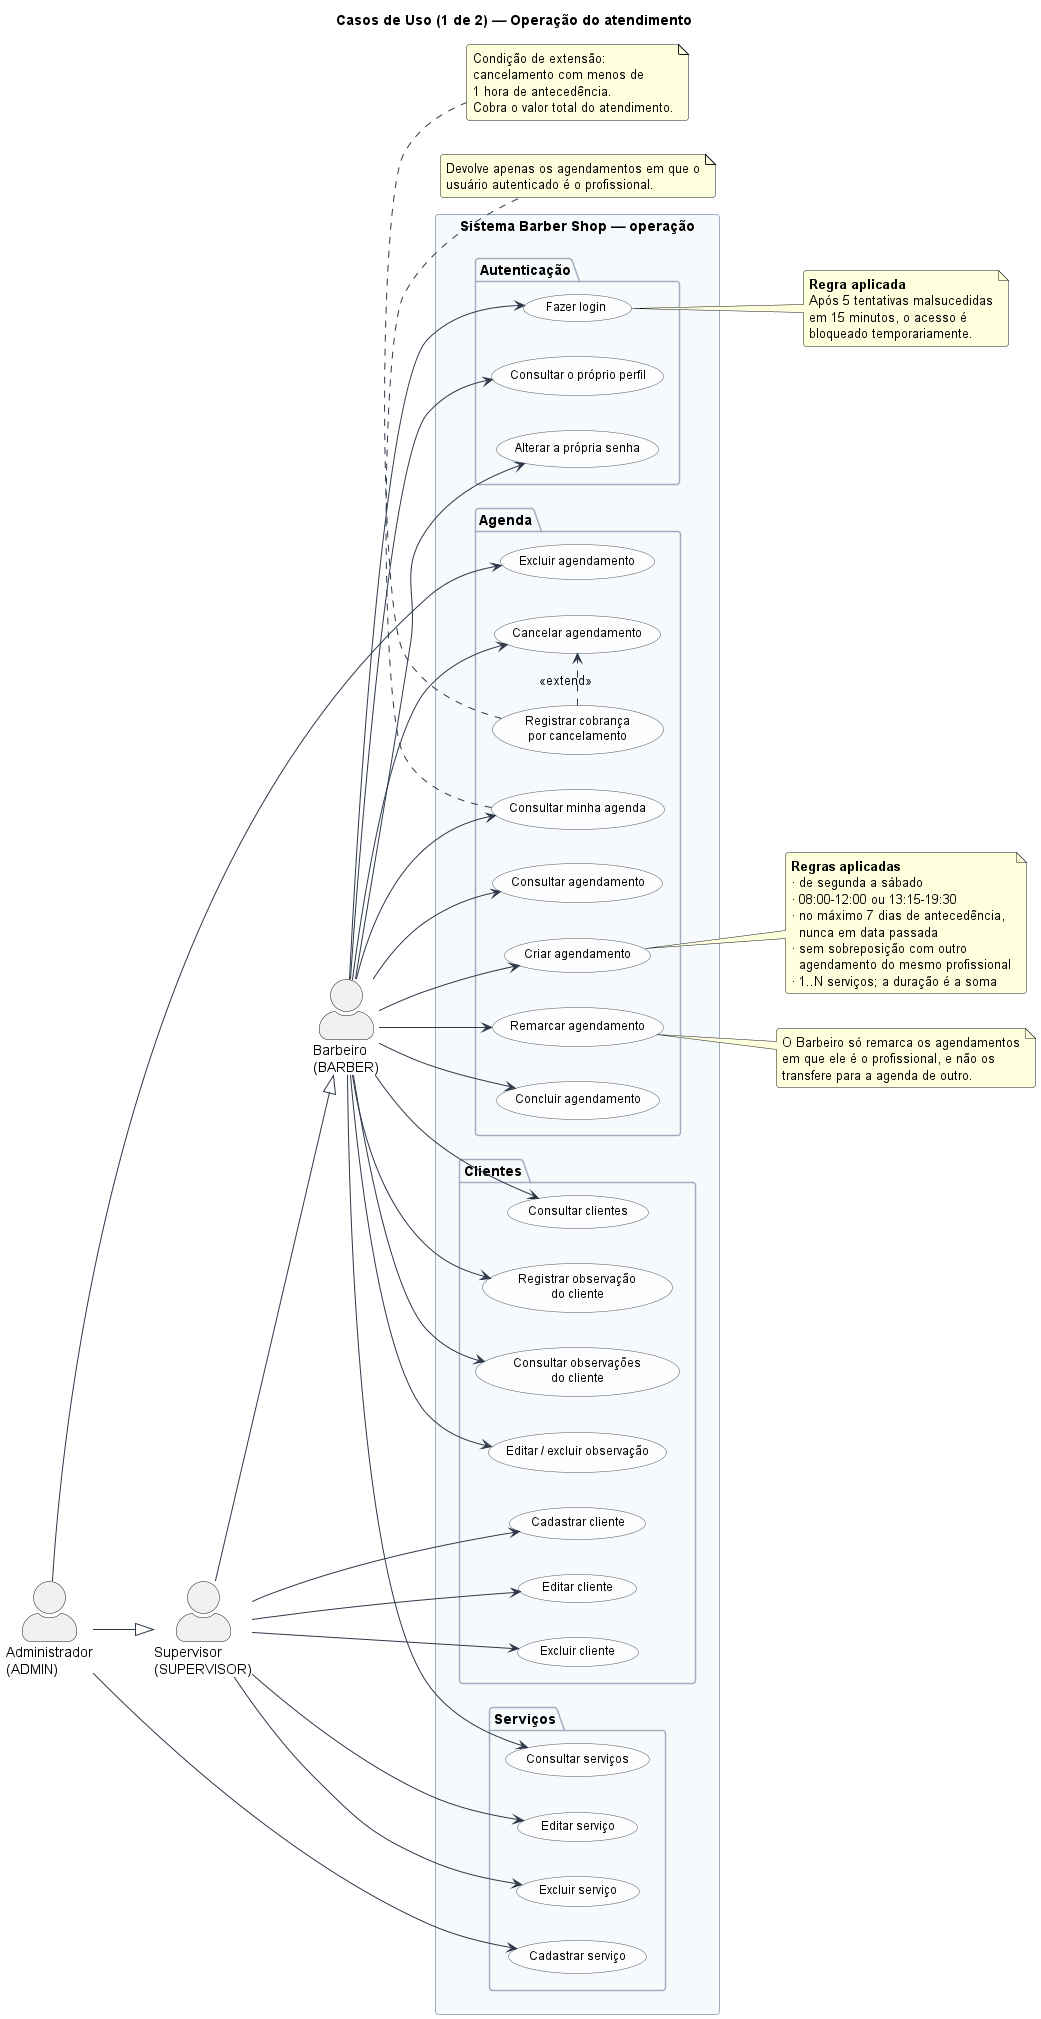 Casos de Uso (1 de 2) — Operação do atendimento
Condição de extensão:
cancelamento com menos de
1 hora de antecedência.
Cobra o valor total do atendimento.
Devolve apenas os agendamentos em que o
usuário autenticado é o profissional.
Sistema Barber Shop — operação
Autenticação
Fazer login
Consultar o próprio perfil
Alterar a própria senha
Regra aplicada
Após 5 tentativas malsucedidas
em 15 minutos, o acesso é
bloqueado temporariamente.
Agenda
Excluir agendamento
Cancelar agendamento
«extend»
Registrar cobrança
por cancelamento
Consultar minha agenda
Consultar agendamento
Criar agendamento
Remarcar agendamento
Concluir agendamento
Regras aplicadas
· de segunda a sábado
· 08:00-12:00 ou 13:15-19:30
· no máximo 7 dias de antecedência,
nunca em data passada
· sem sobreposição com outro
agendamento do mesmo profissional
· 1..N serviços; a duração é a soma
O Barbeiro só remarca os agendamentos
em que ele é o profissional, e não os
transfere para a agenda de outro.
Barbeiro
(BARBER)
Clientes
Consultar clientes
Registrar observação
do cliente
Consultar observações
do cliente
Editar / excluir observação
Cadastrar cliente
Editar cliente
Excluir cliente
Administrador
(ADMIN)
Supervisor
(SUPERVISOR)
Serviços
Consultar serviços
Editar serviço
Excluir serviço
Cadastrar serviço